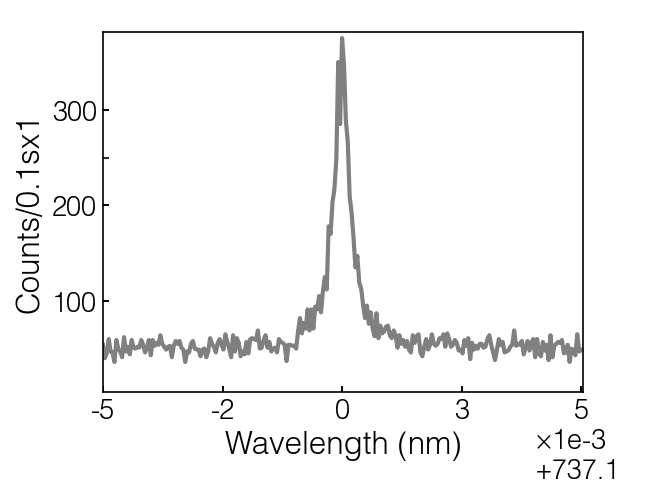 300
200
100
Counts/0.1sx1
-5 -2 0 3 5
Wavelength (nm)
×1e-3
+737.1